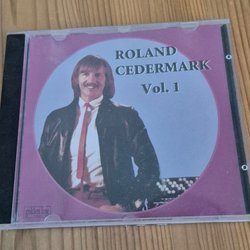 ROLAND
CEDERMARK
Vol. 1